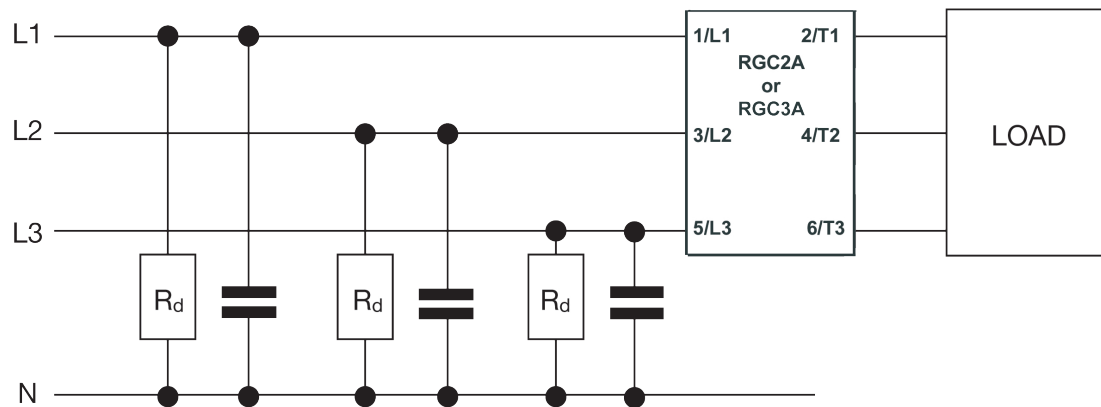 L1
1/L1 2/T1
RGC2A
or
RGC3A
L2
3/L2 4/T2
LOAD
L3
5/L3 6/T3
Rd Rd Rd
N